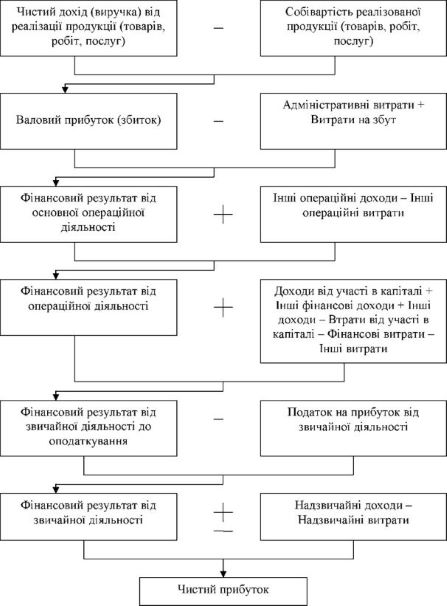 Чистий дохід (виручка) від
реалізації продукції (товарів,
робіт, послуг)
–
Собівартість реалізованої
продукції (товарів, робіт,
послуг)
Валовий прибуток (збиток)
–
Адміністративні витрати +
Витрати на збут
Фінансовий результат від
основної операційної
діяльності
+
Інші операційні доходи – Інші
операційні витрати
Фінансовий результат від
операційної діяльності
+
Доходи від участі в капіталі +
Інші фінансові доходи + Інші
доходи – Втрати від участі в
капіталі – Фінансові витрати –
Інші витрати
Фінансовий результат від
звичайної діяльності до
оподаткування
–
Податок на прибуток від
звичайної діяльності
Фінансовий результат від
звичайної діяльності
+
–
Надзвичайні доходи –
Надзвичайні витрати
Чистий прибуток